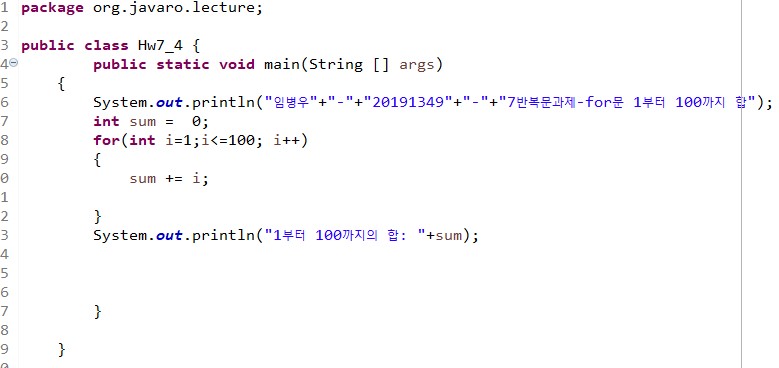 1 package org.javaro.lecture;
2
3 public class Hw7_4 {
4 public static void main(String [] args)
5 {
6 System.out.println("임병우"+"-"+"20191349"+"-"+"7반복문과제-for문 1부터 100까지 합");
7 int sum =  0;
8 for(int i=1;i<=100; i++)
9 {
0 sum += i;
1
2 }
3 System.out.println("1부터 100까지의 합: "+sum);
4
5
6
7 }
8
9 }
0